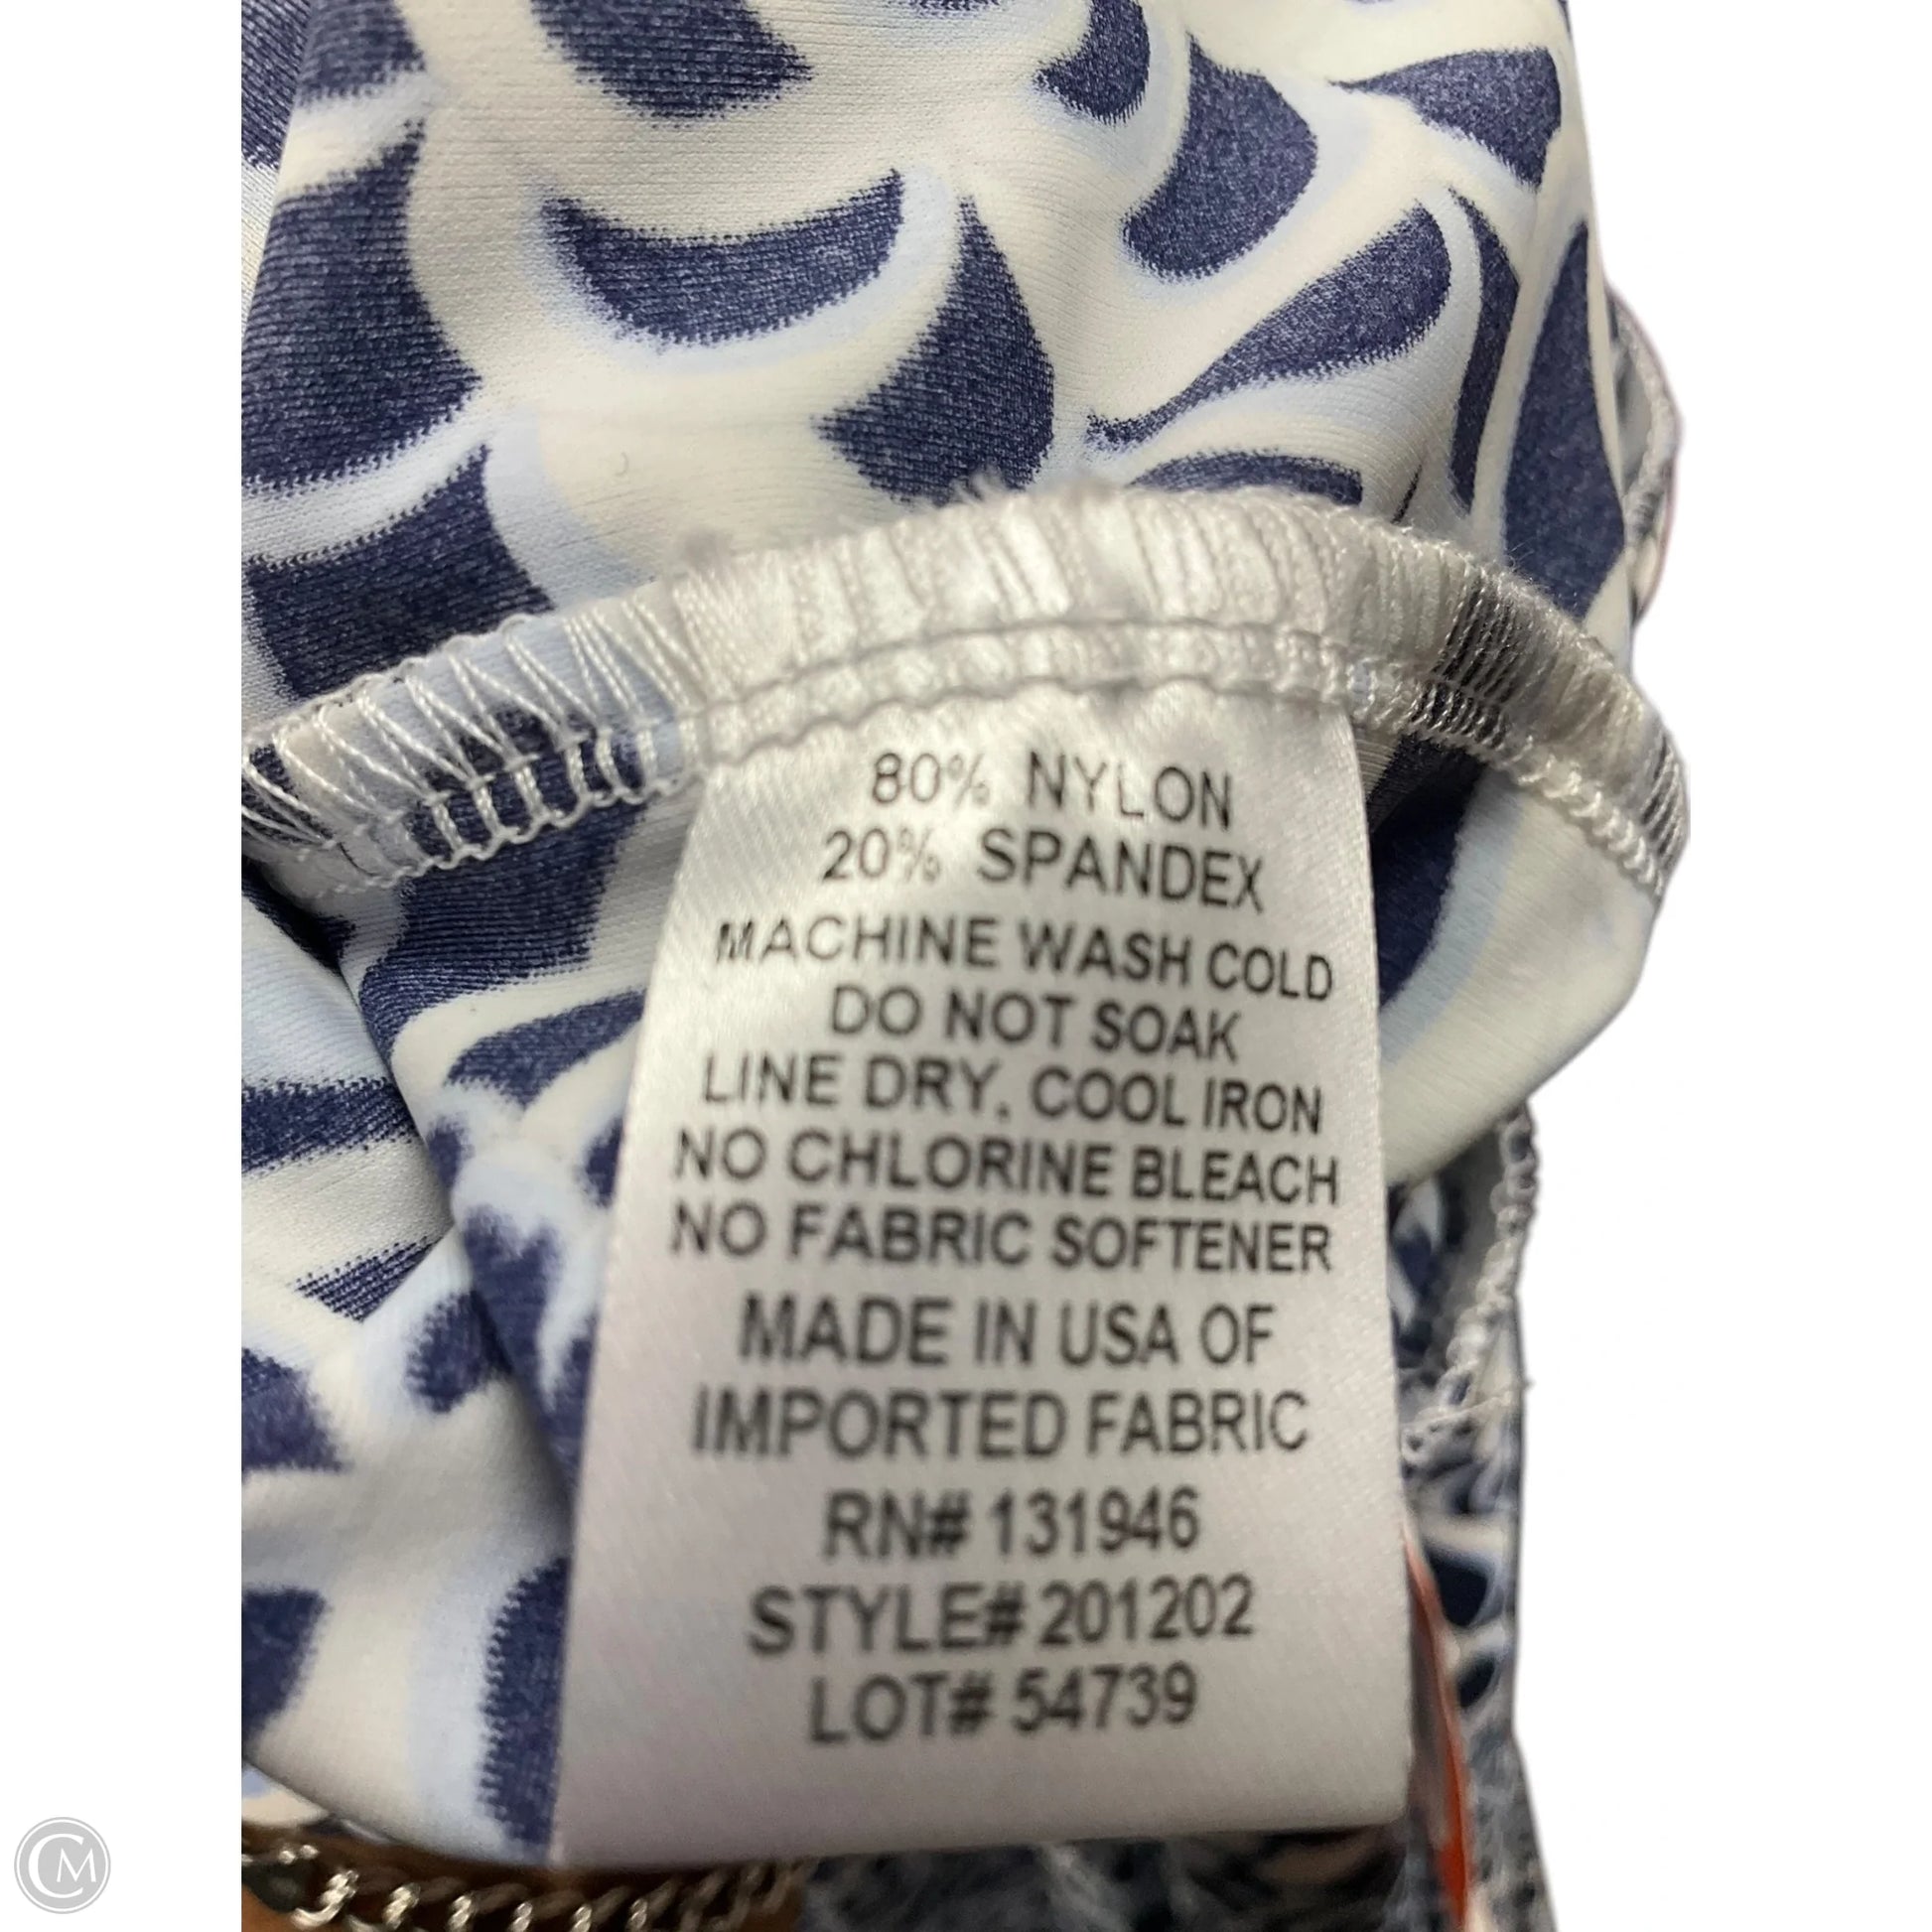 80% NYLON
20% SPANDEX
MACHINE WASH COLD
DO NOT SOAK
LINE DRY, COOL IRON
NO CHLORINE BLEACH
NO FABRIC SOFTENER
MADE IN USA OF
IMPORTED FABRIC
RN# 131946
STYLE# 201202
LOT# 54739
CM